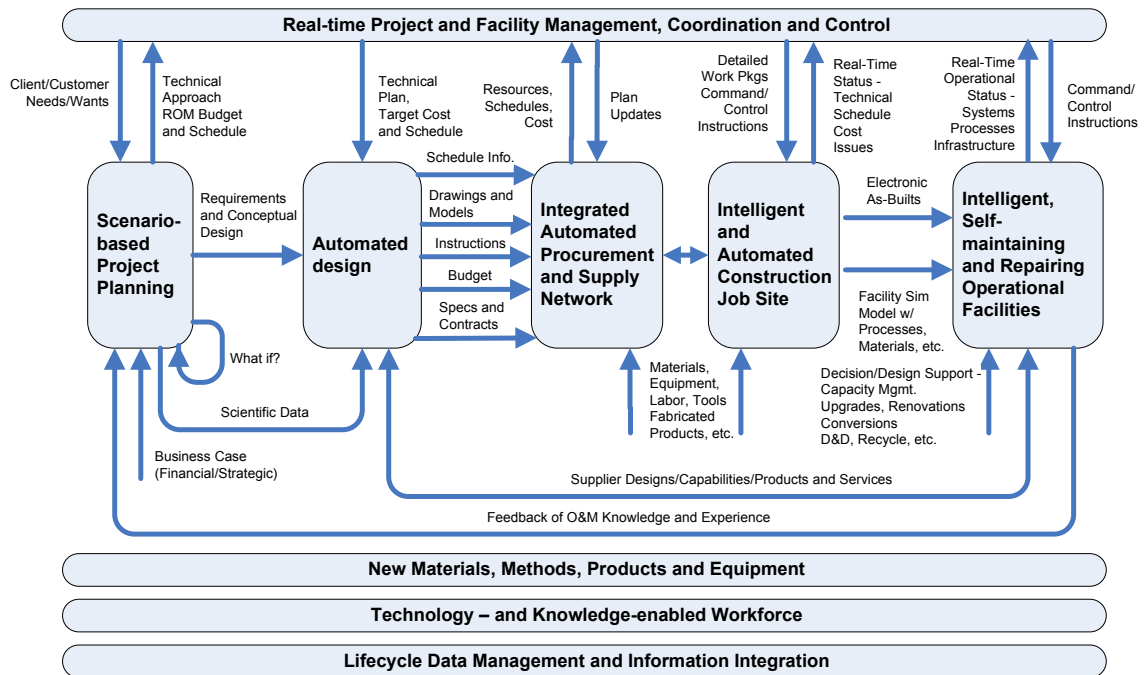 Real-time Project and Facility Management, Coordination and Control
Client/Customer
Needs/Wants
Technical
Approach
ROM Budget
and Schedule
Technical
Plan,
Target Cost
and Schedule
Resources,
Schedules,
Cost
Plan
Updates
Detailed
Work Pkgs
Command/
Control
Instructions
Real-Time
Status -
Technical
Schedule
Cost
Issues
Real-Time
Operational
Status -
Systems
Processes
Infrastructure
Command/
Control
Instructions
Scenario-
based
Project
Planning
Requirements
and Conceptual
Design
Automated
design
Schedule Info.
Drawings and
Models
Instructions
Budget
Specs and
Contracts
Integrated
Automated
Procurement
and Supply
Network
Intelligent
and
Automated
Construction
Job Site
Electronic
As-Builts
Facility Sim
Model w/
Processes,
Materials, etc.
Intelligent,
Self-
maintaining
and Repairing
Operational
Facilities
What if?
Scientific Data
Business Case
(Financial/Strategic)
Materials,
Equipment,
Labor, Tools
Fabricated
Products, etc.
Decision/Design Support -
Capacity Mgmt.
Upgrades, Renovations
Conversions
D&D, Recycle, etc.
Supplier Designs/Capabilities/Products and Services
Feedback of O&M Knowledge and Experience
New Materials, Methods, Products and Equipment
Technology – and Knowledge-enabled Workforce
Lifecycle Data Management and Information Integration